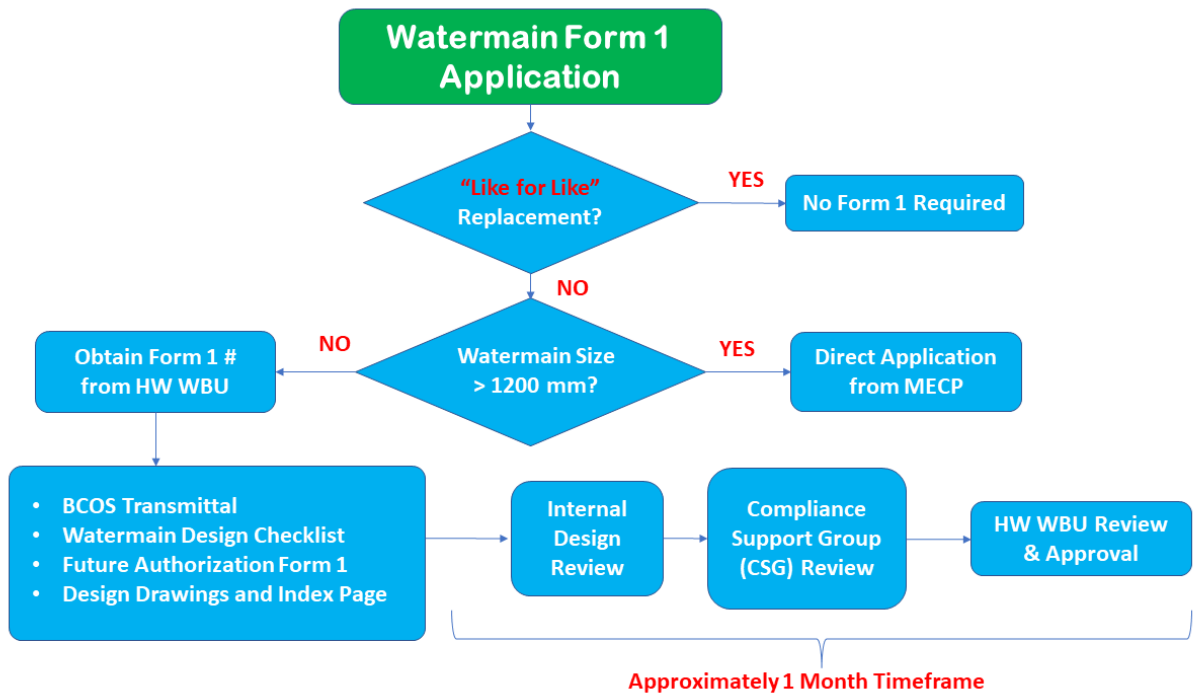 Watermain Form 1
Application
“Like for Like”
Replacement?
YES
No Form 1 Required
NO
Watermain Size
> 1200 mm?
YES
Direct Application
from MECP
NO
Obtain Form 1 #
from HW WBU
• BCOS Transmittal
• Watermain Design Checklist
• Future Authorization Form 1
• Design Drawings and Index Page
Internal
Design
Review
Compliance
Support Group
(CSG) Review
HW WBU Review
& Approval
Approximately 1 Month Timeframe